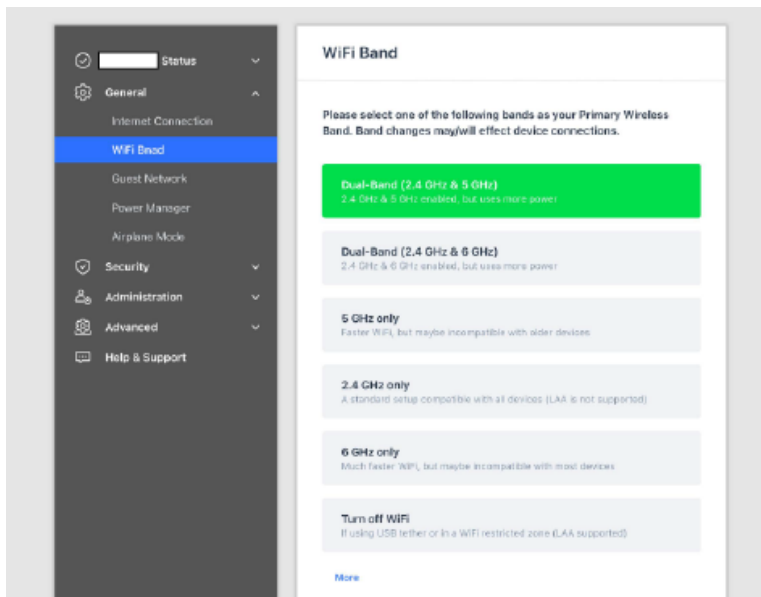 Status
General
Internet Connection
WiFi Bnad
Guest Network
Power Manager
Airplane Mode
Security
Administration
Advanced
Help & Support
WiFi Band
Please select one of the following bands as your Primary Wireless
Band. Band changes may/will effect device connections.
Dual-Band (2.4 GHz & 5 GHz)
2.4 GHz & 5 GHz enabled, but uses more power
Dual-Band (2.4 GHz & 6 GHz)
2.4 GHz & 6 GHz enabled, but uses more power
5 GHz only
Faster WiFi, but maybe incompatible with older devices
2.4 GHz only
A standard setup compatible with all devices (LAA is not supported)
6 GHz only
Much faster WiFi, but maybe incompatible with most devices
Turn off WiFi
If using USB tether or in a WiFi restricted zone (LAA supported)
More